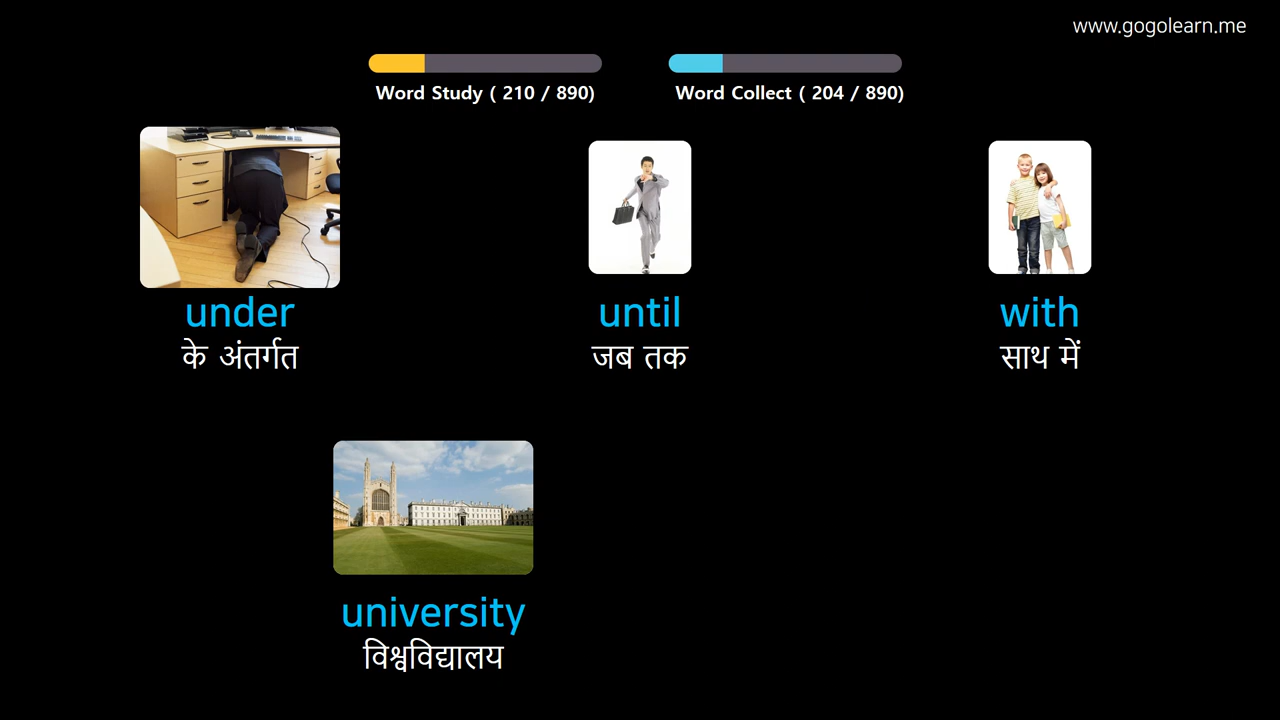 www.gogolearn.me
Word Study ( 210 / 890)
Word Collect ( 204 / 890)
under
के अंतर्गत
until
जब तक
with
साथ में
university
विश्वविद्यालय